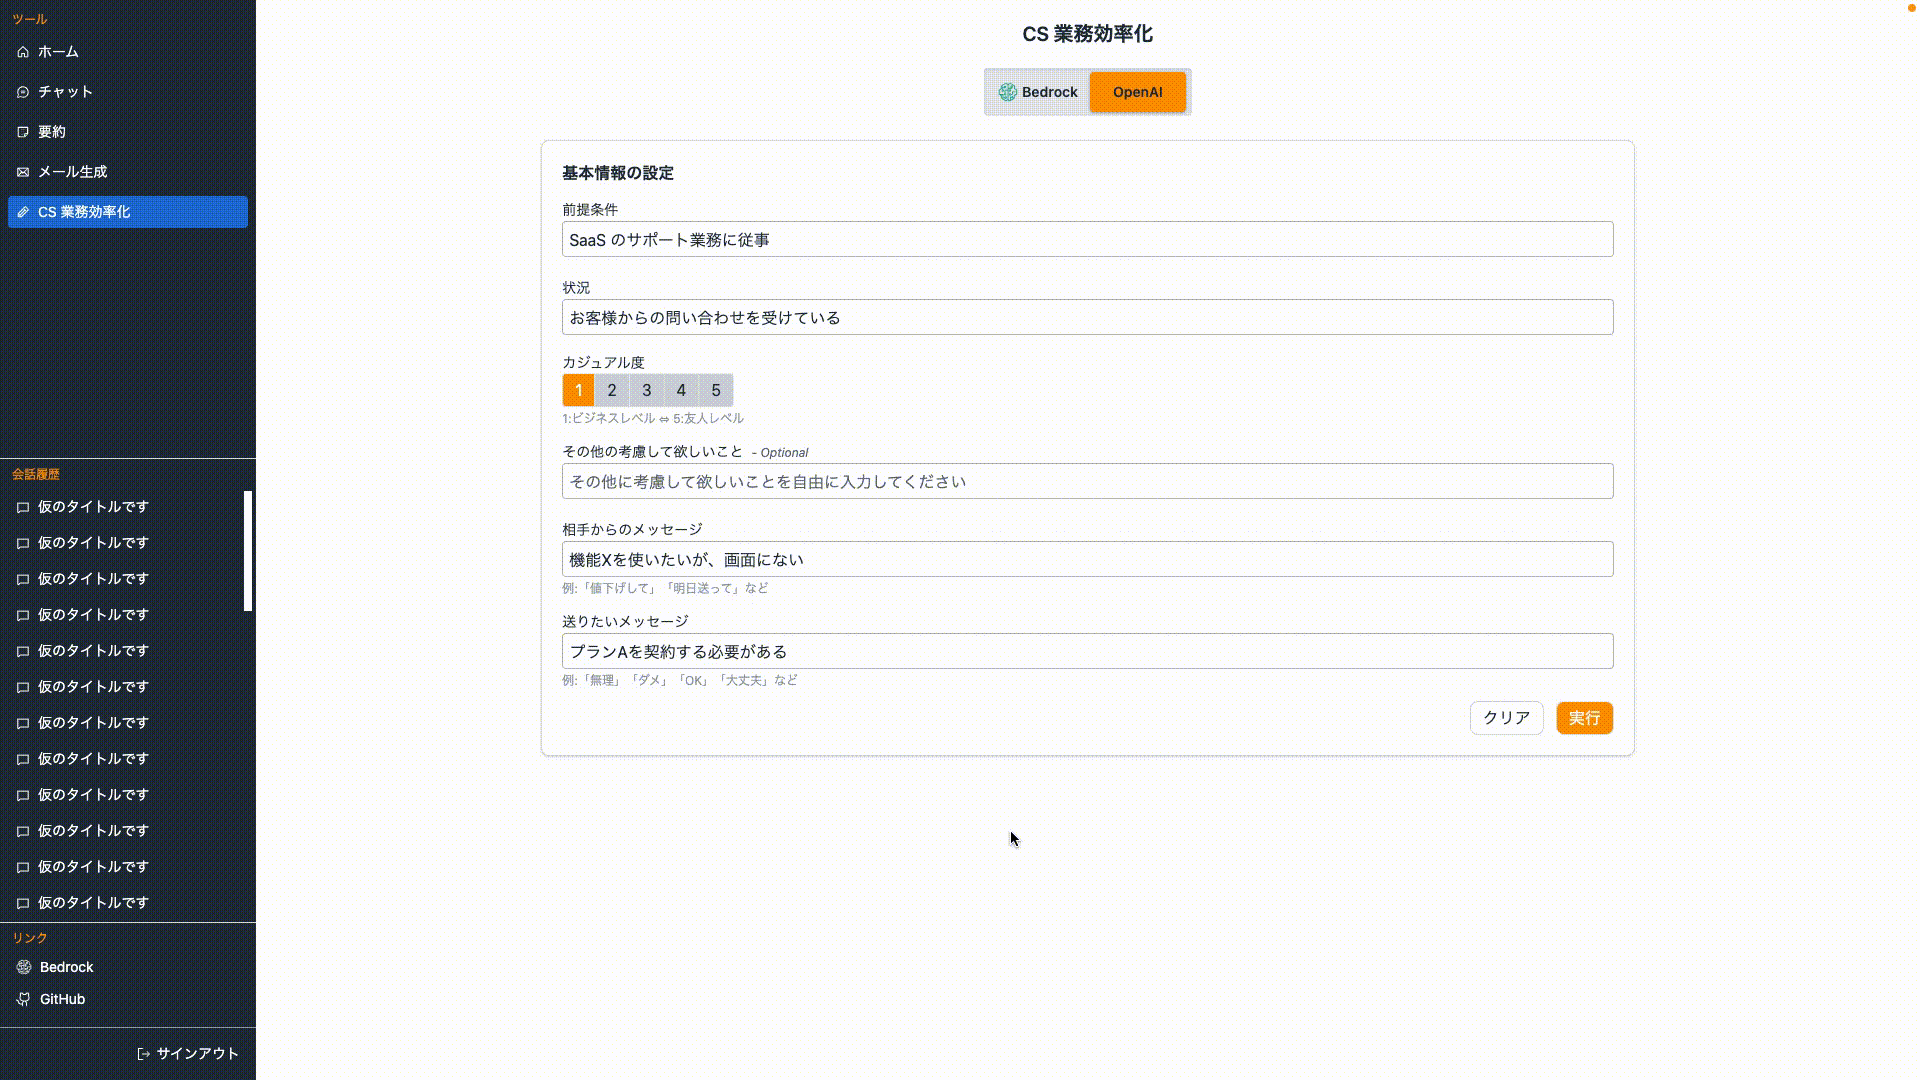 ツール
ホーム
チャット
要約
メール生成
CS 業務効率化
会話履歴
仮のタイトルです
仮のタイトルです
仮のタイトルです
仮のタイトルです
仮のタイトルです
仮のタイトルです
仮のタイトルです
仮のタイトルです
仮のタイトルです
仮のタイトルです
仮のタイトルです
仮のタイトルです
リンク
Bedrock
GitHub
サインアウト
CS 業務効率化
Bedrock OpenAI
基本情報の設定
前提条件
SaaS のサポート業務に従事
状況
お客様からの問い合わせを受けている
カジュアル度
1 2 3 4 5
1:ビジネスレベル ⇔ 5:友人レベル
その他の考慮して欲しいこと - Optional
その他に考慮して欲しいことを自由に入力してください
相手からのメッセージ
機能Xを使いたいが、画面にない
例:「値下げして」「明日送って」など
送りたいメッセージ
プランAを契約する必要がある
例:「無理」「ダメ」「OK」「大丈夫」など
クリア 実行